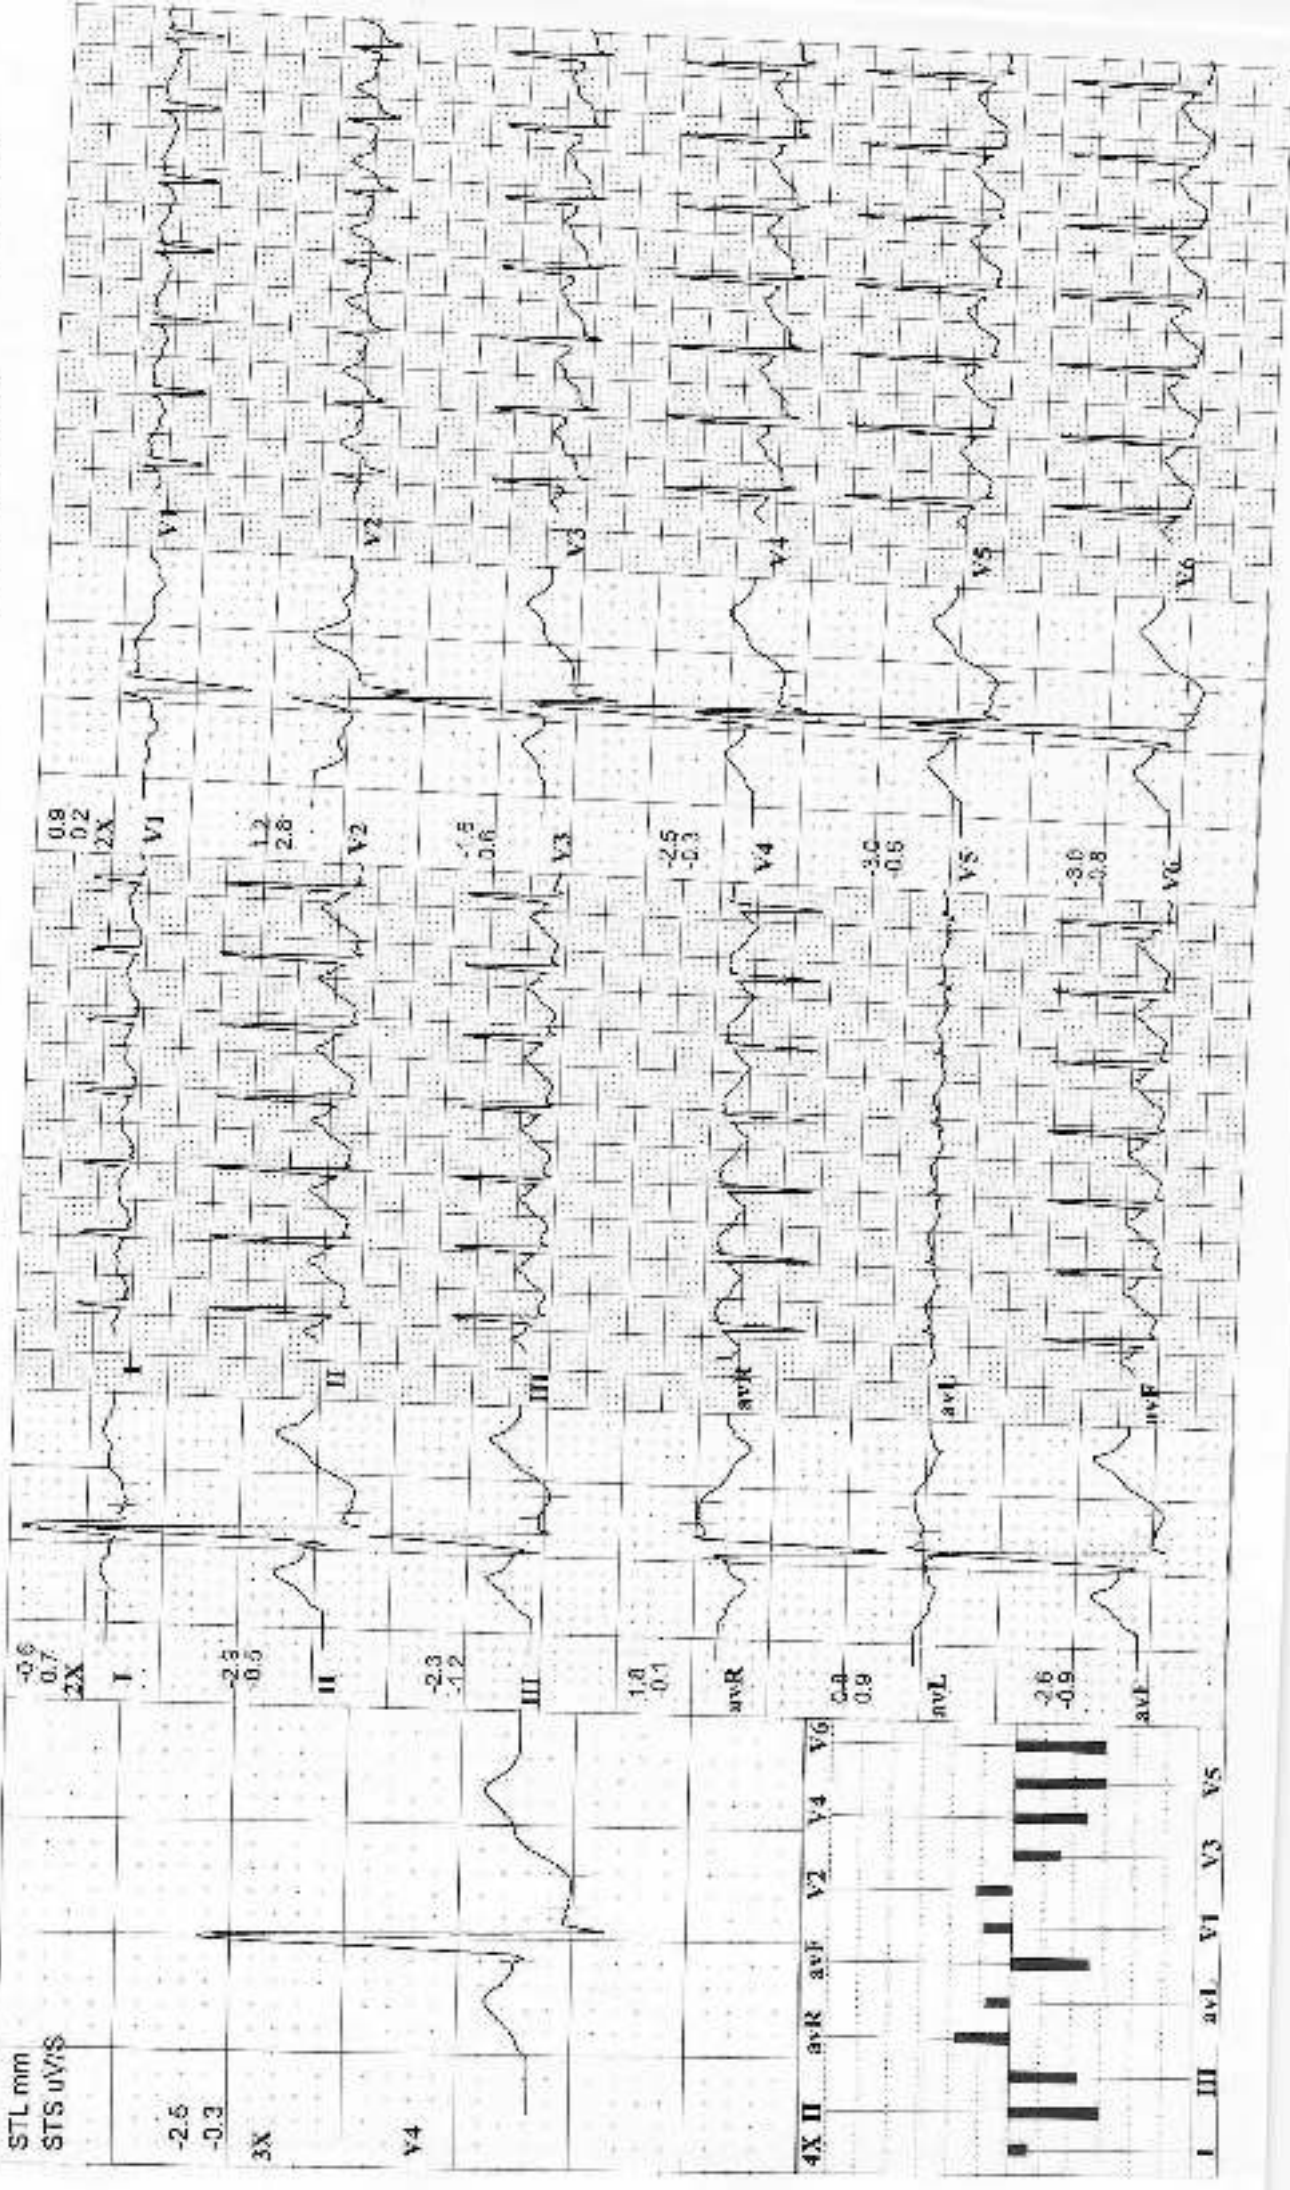 STL mm
STS uV/S
-2.5
-0.3
3X
V4
4X II avR avF V2 V4 V6
I III avL V1 V3 V5
-0.6
0.7
2X
I
-0.5
II
-2.3
-1.2
III
1.8
-0.1
avR
0.8
0.9
avL
-2.6
-0.9
avF
I
II
III
avR
avL
avF
0.9
0.2
2X
V1
1.2
2.8
V2
0.6
V3
-2.5
-0.3
V4
-3.0
V5
-0.8
V6
V1
V2
V3
V4
V5
V6